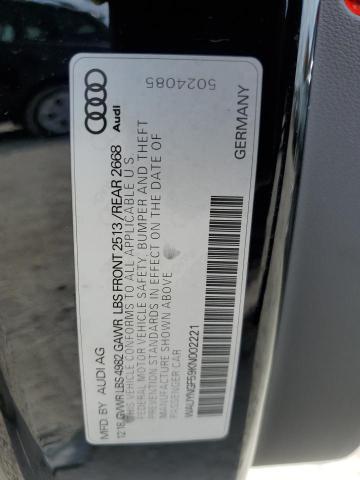 5024085
Audi
GERMANY
MFD BY AUDI AG
12.18 GVWR LBS 4982 GAWR LBS FRONT 2513 / REAR 2668
THIS VEHICLE CONFORMS TO ALL APPLICABLE U.S.
FEDERAL MOTOR VEHICLE SAFETY, BUMPER AND THEFT
PREVENTION STANDARDS IN EFFECT ON THE DATE OF
MANUFACTURE SHOWN ABOVE
PASSENGER CAR
WAUYNGF59KN002221